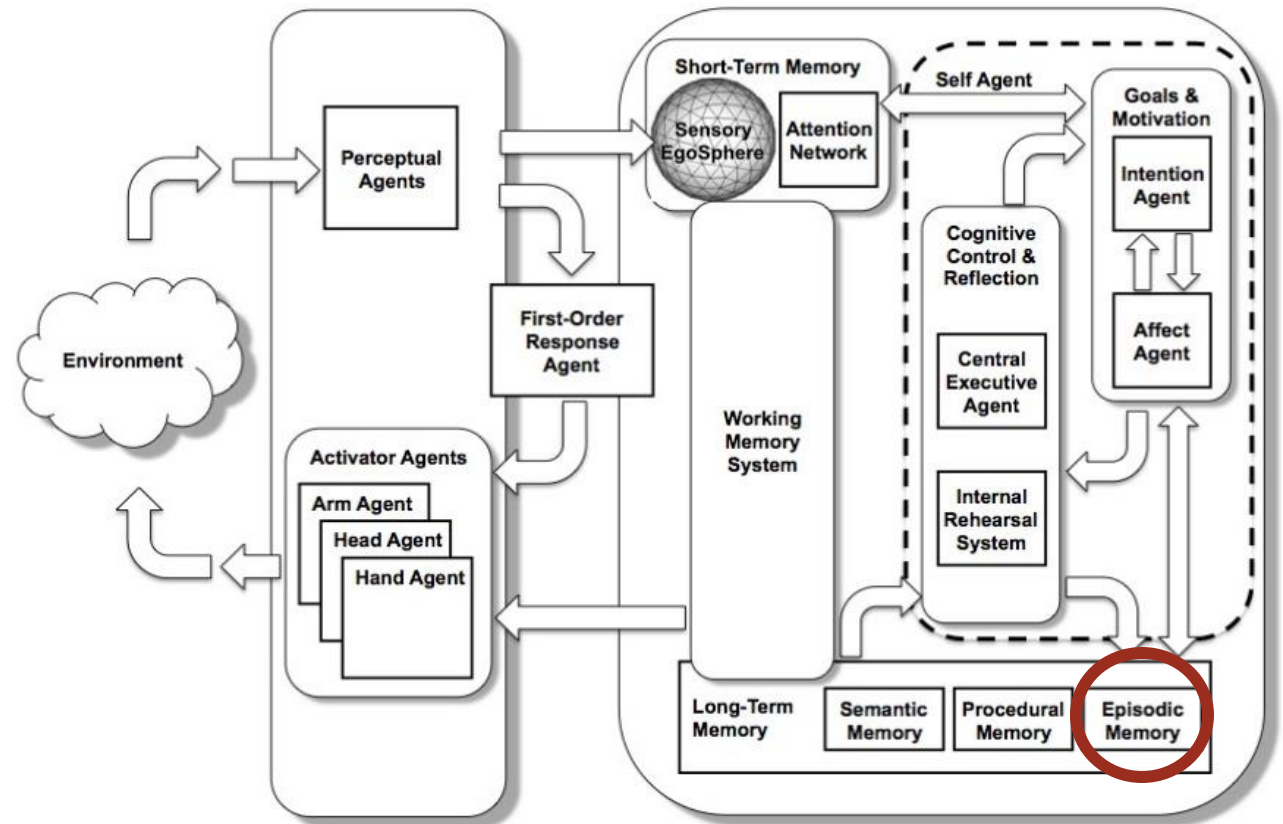 Short-Term Memory
Sensory
EgoSphere
Attention
Network
Self Agent
Goals &
Motivation
Intention
Agent
Affect
Agent
Perceptual
Agents
Cognitive
Control &
Reflection
Central
Executive
Agent
Internal
Rehearsal
System
First-Order
Response
Agent
Environment
Working
Memory
System
Activator Agents
Arm Agent
Head Agent
Hand Agent
Long-Term
Memory
Semantic
Memory
Procedural
Memory
Episodic
Memory